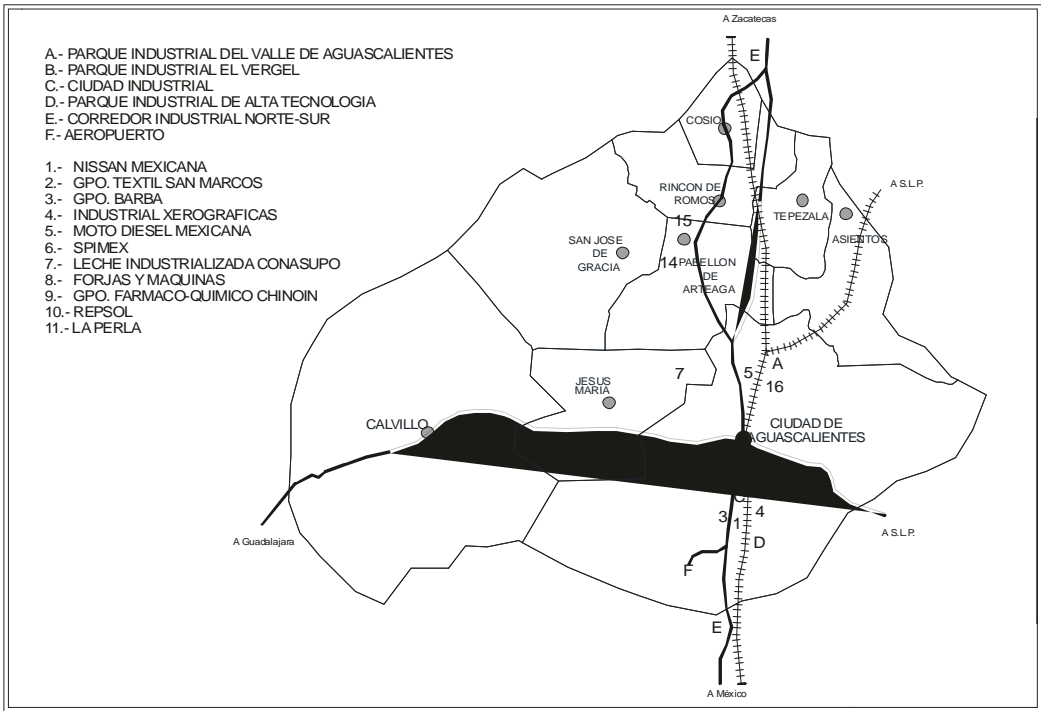 A.- PARQUE INDUSTRIAL DEL VALLE DE AGUASCALIENTES
B.- PARQUE INDUSTRIAL EL VERGEL
C.- CIUDAD INDUSTRIAL
D.- PARQUE INDUSTRIAL DE ALTA TECNOLOGIA
E.- CORREDOR INDUSTRIAL NORTE-SUR
F.- AEROPUERTO
1.- NISSAN MEXICANA
2.- GPO. TEXTIL SAN MARCOS
3.- GPO. BARBA
4.- INDUSTRIAL XEROGRAFICAS
5.- MOTO DIESEL MEXICANA
6.- SPIMEX
7.- LECHE INDUSTRIALIZADA CONASUPO
8.- FORJAS Y MAQUINAS
9.- GPO. FARMACO-QUIMICO CHINOIN
10.- REPSOL
11.- LA PERLA
A Zacatecas
E
COSIO
A S.L.P.
RINCON DE
ROMOS
TEPEZALA
15
ASIENTOS
SAN JOSE
DE
GRACIA
14
PABELLON
DE
ARTEAGA
A
7
5
16
JESUS
MARIA
CALVILLO
CIUDAD DE
AGUASCALIENTES
C
3
1
4
A S.L.P.
A Guadalajara
D
F
E
A México